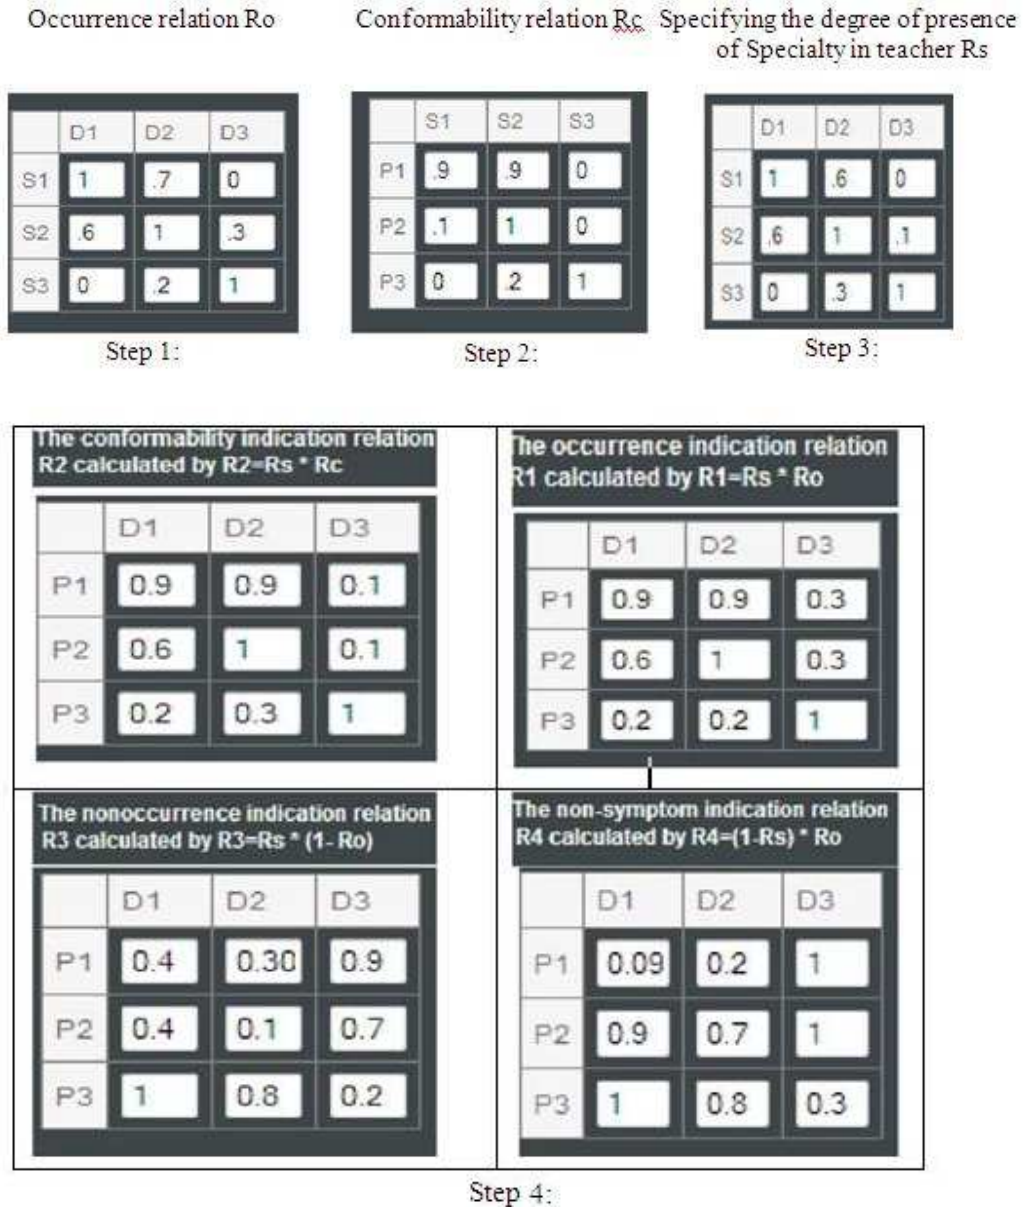 Occurrence relation Ro
Conformability relation Rc
Specifying the degree of presence
of Specialty in teacher Rs
D1 D2 D3
S1 1 .7 0
S2 .6 1 .3
S3 0 .2 1
Step 1:
S1 S2 S3
P1 .9 .9 0
P2 .1 1 0
P3 0 .2 1
Step 2:
D1 D2 D3
S1 1 .6 0
S2 .6 1 .1
S3 0 .3 1
Step 3:
The conformability indication relation
R2 calculated by R2=Rs * Rc
D1 D2 D3
P1 0.9 0.9 0.1
P2 0.6 1 0.1
P3 0.2 0.3 1
The occurrence indication relation
R1 calculated by R1=Rs * Ro
D1 D2 D3
P1 0.9 0.9 0.3
P2 0.6 1 0.3
P3 0.2 0.2 1
The nonoccurrence indication relation
R3 calculated by R3=Rs * (1- Ro)
D1 D2 D3
P1 0.4 0.30 0.9
P2 0.4 0.1 0.7
P3 1 0.8 0.2
The non-symptom indication relation
R4 calculated by R4=(1-Rs) * Ro
D1 D2 D3
P1 0.09 0.2 1
P2 0.9 0.7 1
P3 1 0.8 0.3
Step 4: